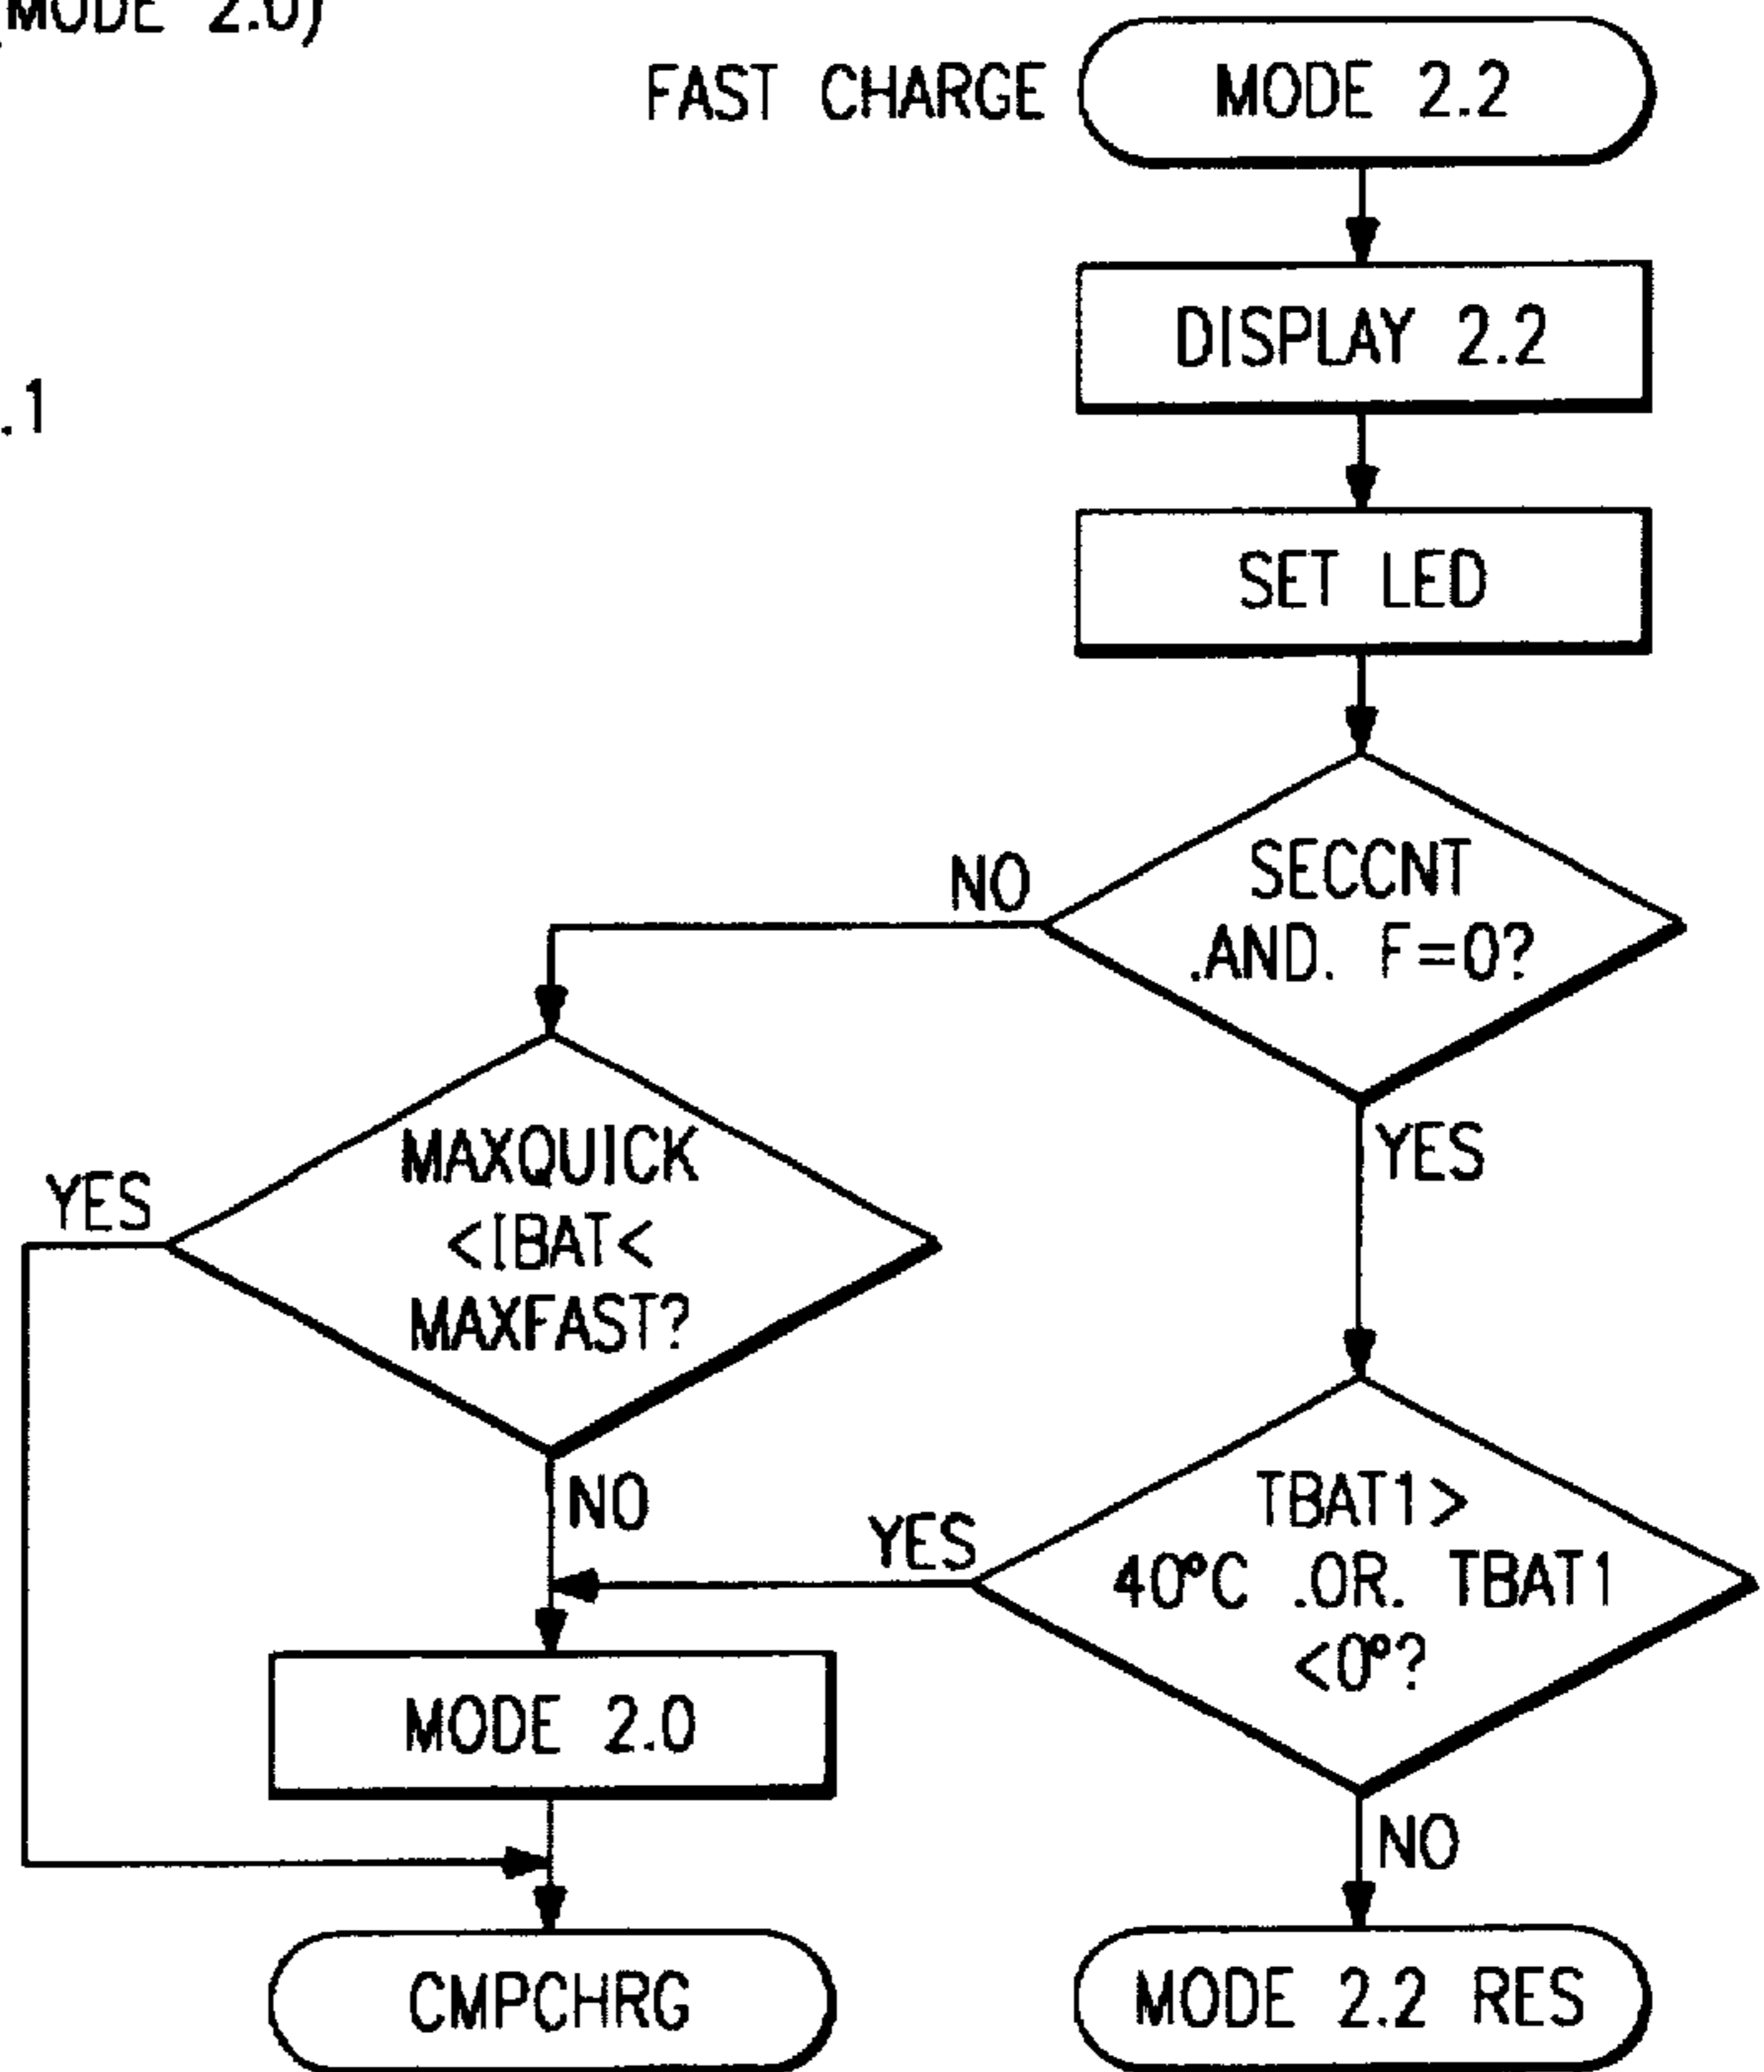 (MODE 2.0)
FAST CHARGE
MODE 2.2
DISPLAY 2.2
.1
SET LED
SECCNT
.AND. F=0?
NO
YES
MAXQUICK
<IBAT<
MAXFAST?
YES
NO
TBAT1>
40°C .OR. TBAT1
<0°?
YES
NO
MODE 2.0
CMPCHRG
MODE 2.2 RES